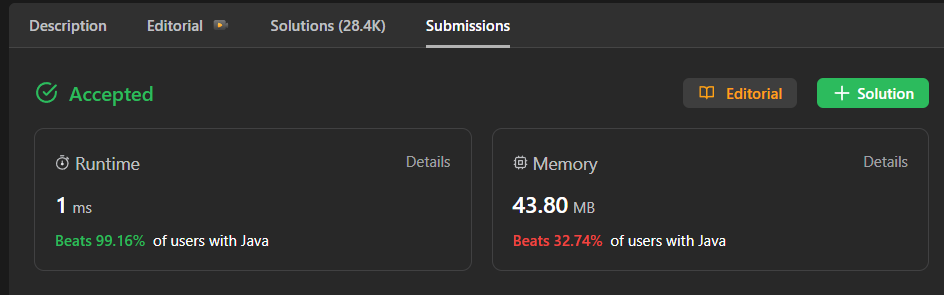 Description Editorial Solutions (28.4K) Submissions
Accepted Editorial Solution
Runtime Details
1 ms
Beats 99.16% of users with Java
Memory Details
43.80 MB
Beats 32.74% of users with Java